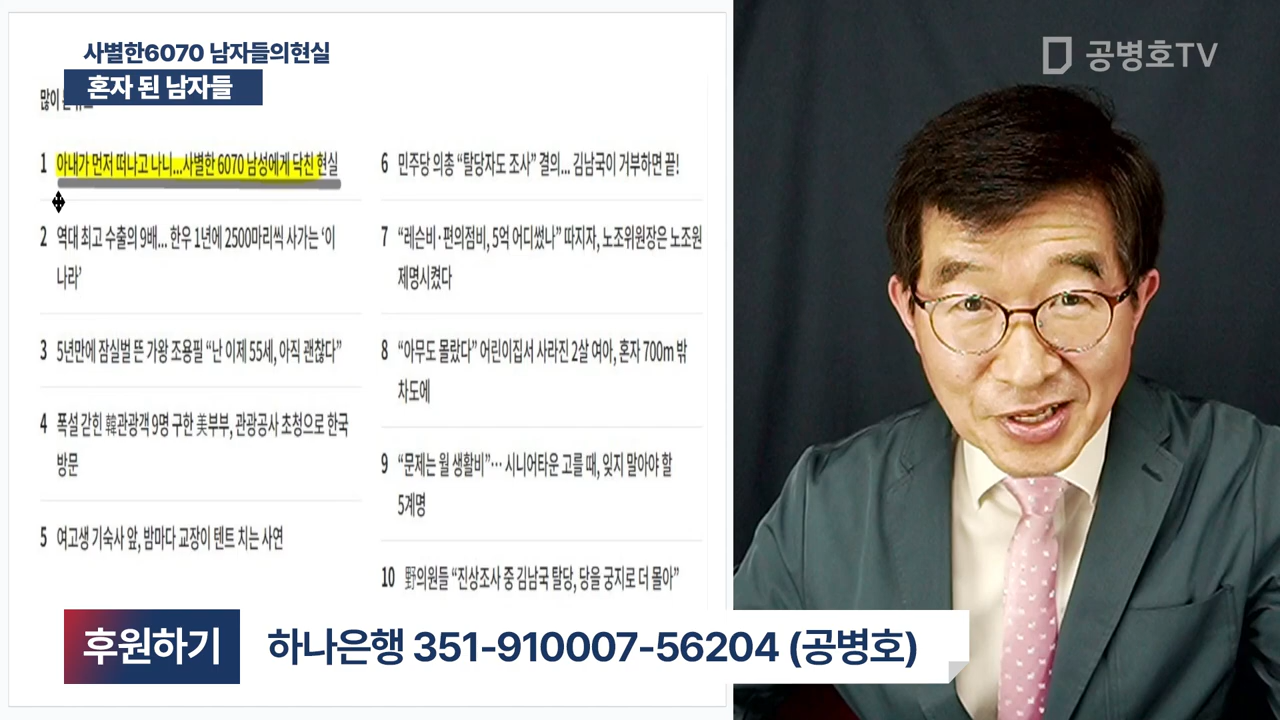 사별한6070 남자들의현실
혼자 된 남자들
공병호TV
많이
1 아내가 먼저 떠나고 나니...사별한 6070 남성에게 닥친 현실
2 역대 최고 수출의 9배... 한우 1년에 2500마리씩 사가는 ‘이
나라’
3 5년만에 잠실벌 뜬 가왕 조용필 “난 이제 55세, 아직 괜찮다”
4 폭설 갇힌 韓관광객 9명 구한 美부부, 관광공사 초청으로 한국
방문
5 여고생 기숙사 앞, 밤마다 교장이 텐트 치는 사연
6 민주당 의총 “탈당자도 조사” 결의... 김남국이 거부하면 끝!
7 “레슨비·편의점비, 5억 어디썼나” 따지자, 노조위원장은 노조원
제명시켰다
8 “아무도 몰랐다” 어린이집서 사라진 2살 여아, 혼자 700m 밖
차도에
9 “문제는 월 생활비”… 시니어타운 고를 때, 잊지 말아야 할
5계명
10 野의원들 “진상조사 중 김남국 탈당, 당을 궁지로 더 몰아”
후원하기
하나은행 351-910007-56204 (공병호)